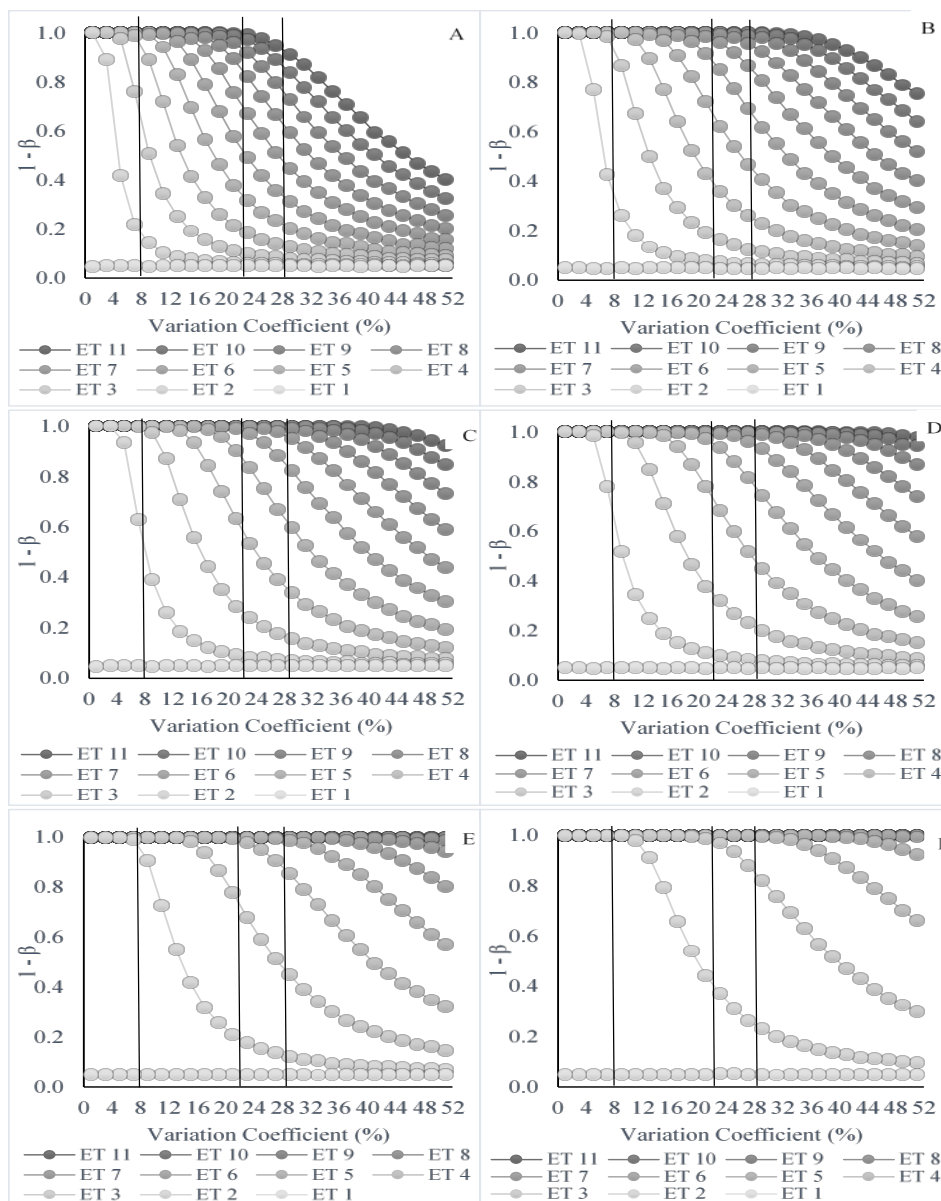 A
1.0
0.8
0.6
0.4
0.2
0.0
1 - β
0 4 8 12 16 20 24 28 32 36 40 44 48 52
Variation Coefficient (%)
ET 11 ET 10 ET 9 ET 8
ET 7 ET 6 ET 5 ET 4
ET 3 ET 2 ET 1
B
1.0
0.8
0.6
0.4
0.2
0.0
1 - β
0 4 8 12 16 20 24 28 32 36 40 44 48 52
Variation Coefficient (%)
ET 11 ET 10 ET 9 ET 8
ET 7 ET 6 ET 5 ET 4
ET 3 ET 2 ET 1
C
1.0
0.8
0.6
0.4
0.2
0.0
1 - β
0 4 8 12 16 20 24 28 32 36 40 44 48 52
Variation Coefficient (%)
ET 11 ET 10 ET 9 ET 8
ET 7 ET 6 ET 5 ET 4
ET 3 ET 2 ET 1
D
1.0
0.8
0.6
0.4
0.2
0.0
1 - β
0 4 8 12 16 20 24 28 32 36 40 44 48 52
Variation Coefficient (%)
ET 11 ET 10 ET 9 ET 8
ET 7 ET 6 ET 5 ET 4
ET 3 ET 2 ET 1
E
1.0
0.8
0.6
0.4
0.2
0.0
1 - β
0 4 8 12 16 20 24 28 32 36 40 44 48 52
Variation Coefficient (%)
ET 11 ET 10 ET 9 ET 8
ET 7 ET 6 ET 5 ET 4
ET 3 ET 2 ET 1
1.0
0.8
0.6
0.4
0.2
0.0
1 - β
0 4 8 12 16 20 24 28 32 36 40 44 48 52
Variation Coefficient (%)
ET 11 ET 10 ET 9 ET 8
ET 7 ET 6 ET 5 ET 4
ET 3 ET 2 ET 1